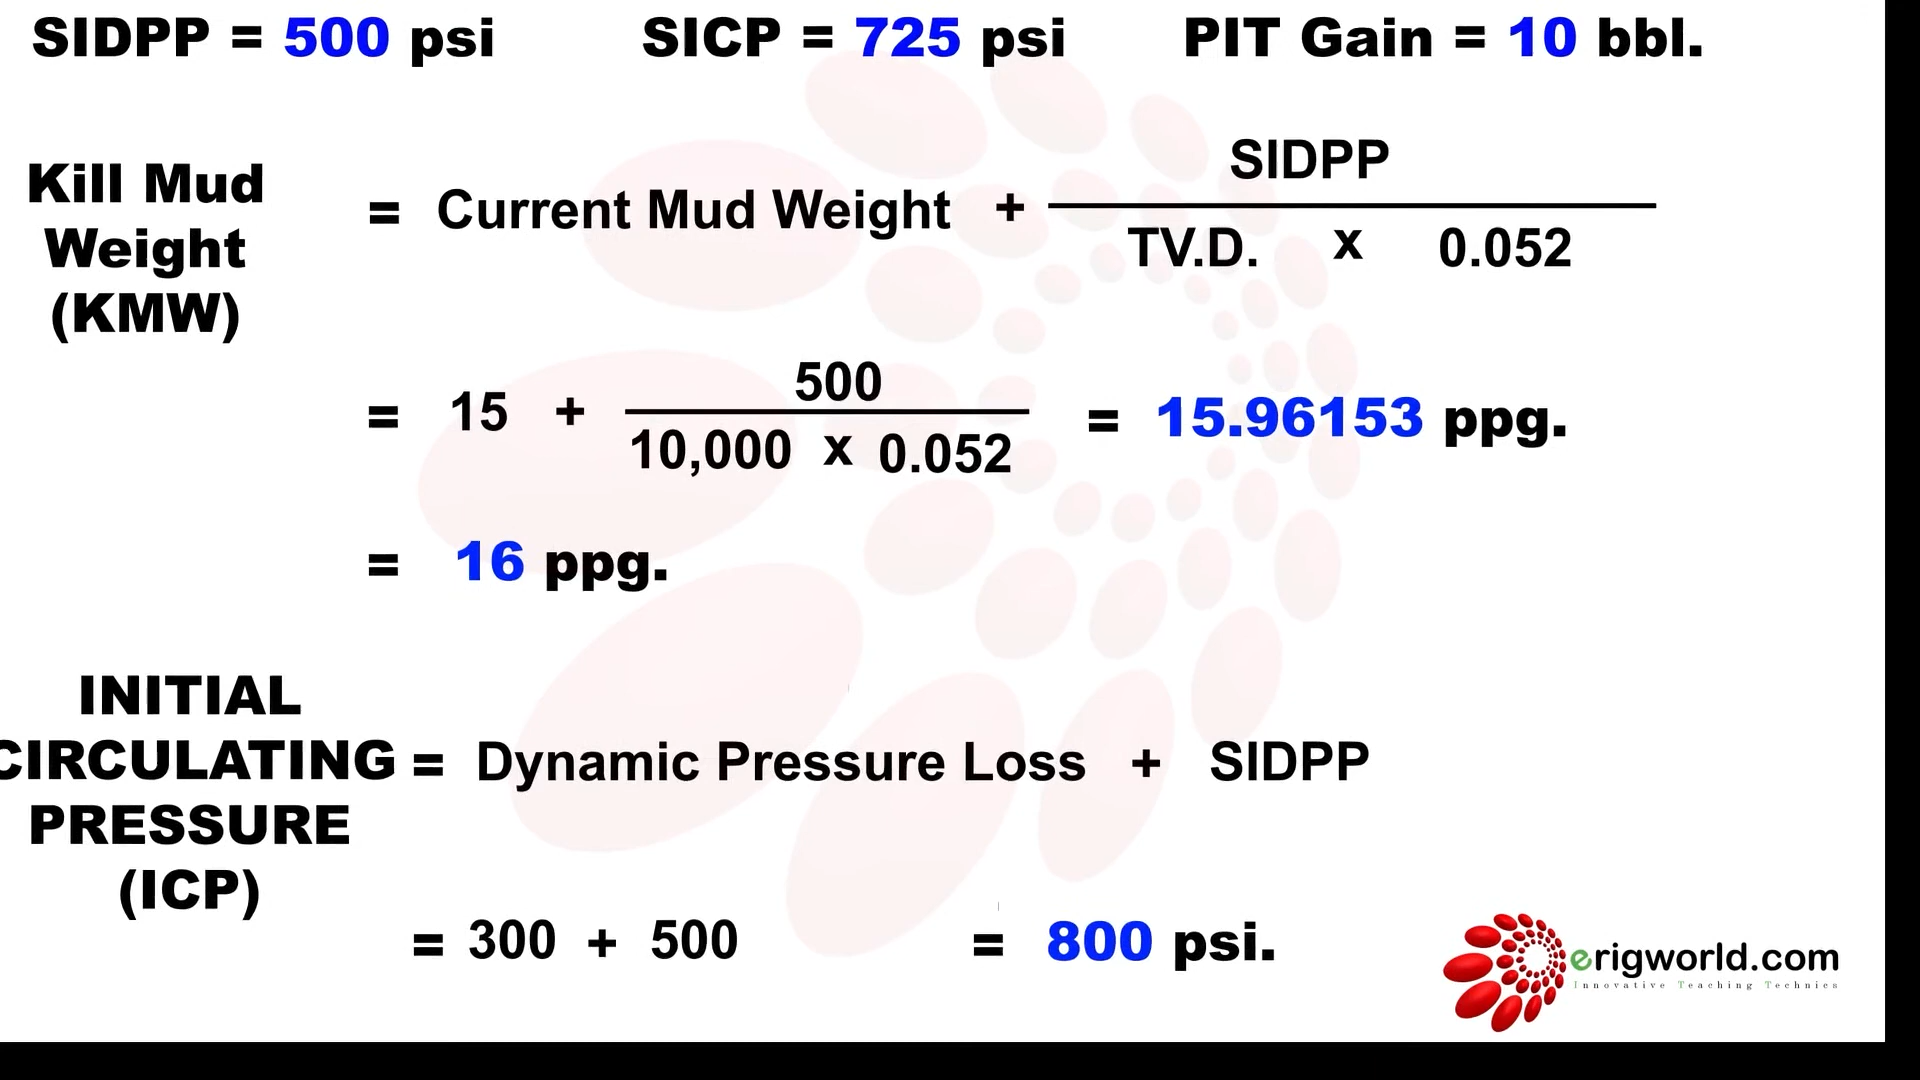 SIDPP = 500 psi SICP = 725 psi PIT Gain = 10 bbl.
Kill Mud Weight (KMW) = Current Mud Weight + SIDPP
TV.D. x 0.052
= 15 + 500
10,000 x 0.052
= 15.96153 ppg.
= 16 ppg.
INITIAL
CIRCULATING = Dynamic Pressure Loss + SIDPP
PRESSURE
(ICP)
= 300 + 500 = 800 psi.
erigworld.com
Innovative Teaching Technics